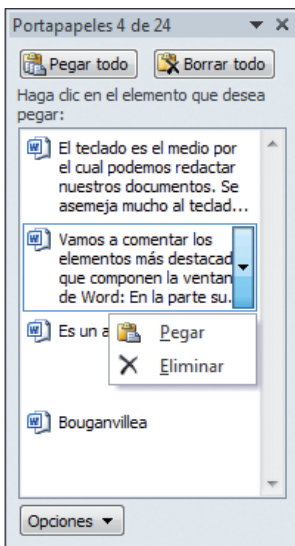 Portapapeles 4 de 24
Pegar todo Borrar todo
Haga clic en el elemento que desea
pegar:
El teclado es el medio por
el cual podemos redactar
nuestros documentos. Se
asemeja mucho al teclad...
Vamos a comentar los
elementos más destacad
que componen la ventan
de Word: En la parte su.
Es un a
Pegar
Eliminar
Bouganvillea
Opciones